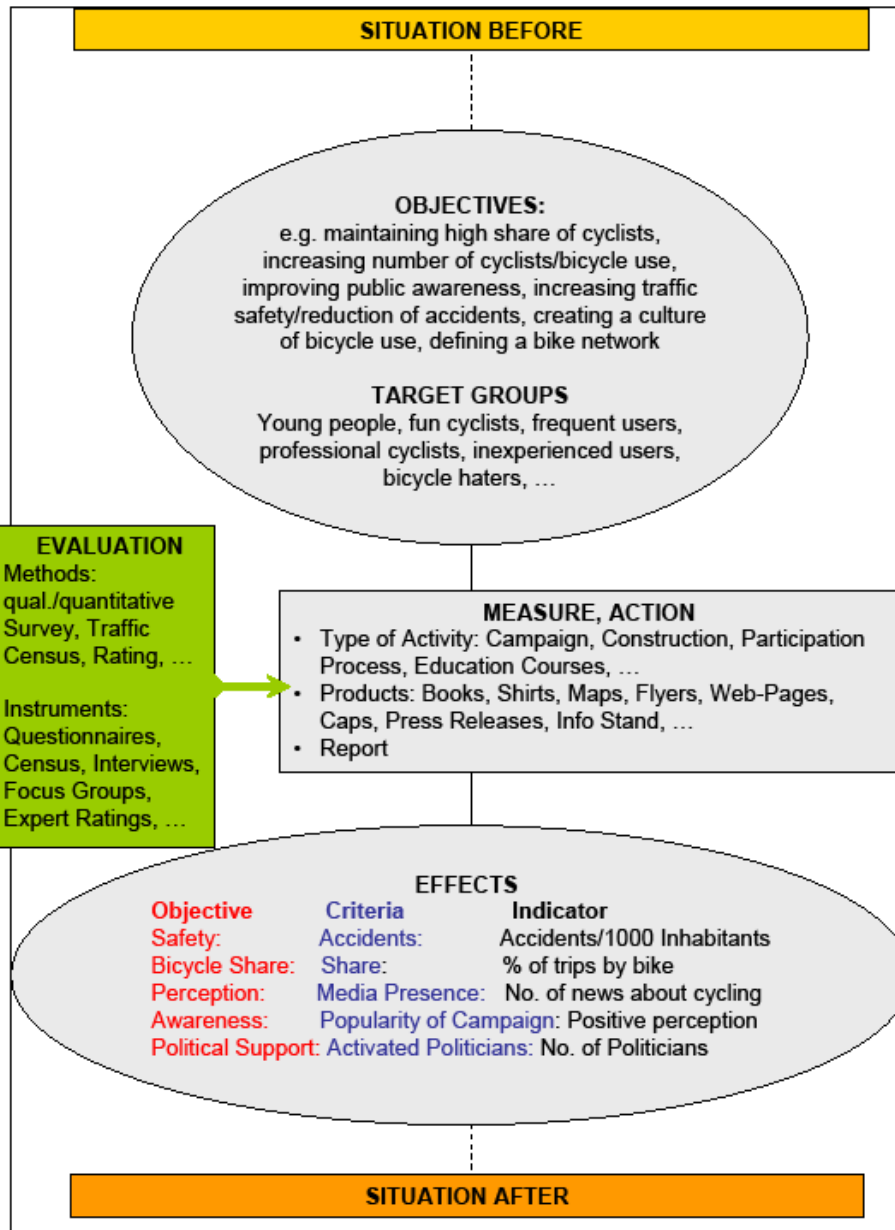 SITUATION BEFORE
OBJECTIVES:
e.g. maintaining high share of cyclists,
increasing number of cyclists/bicycle use,
improving public awareness, increasing traffic
safety/reduction of accidents, creating a culture
of bicycle use, defining a bike network
TARGET GROUPS
Young people, fun cyclists, frequent users,
professional cyclists, inexperienced users,
bicycle haters, …
EVALUATION
Methods:
qual./quantitative
Survey, Traffic
Census, Rating, …
Instruments:
Questionnaires,
Census, Interviews,
Focus Groups,
Expert Ratings, …
MEASURE, ACTION
• Type of Activity: Campaign, Construction, Participation
Process, Education Courses, …
• Products: Books, Shirts, Maps, Flyers, Web-Pages,
Caps, Press Releases, Info Stand, …
• Report
EFFECTS
Objective Criteria Indicator
Safety: Accidents: Accidents/1000 Inhabitants
Bicycle Share: Share: % of trips by bike
Perception: Media Presence: No. of news about cycling
Awareness: Popularity of Campaign: Positive perception
Political Support: Activated Politicians: No. of Politicians
SITUATION AFTER